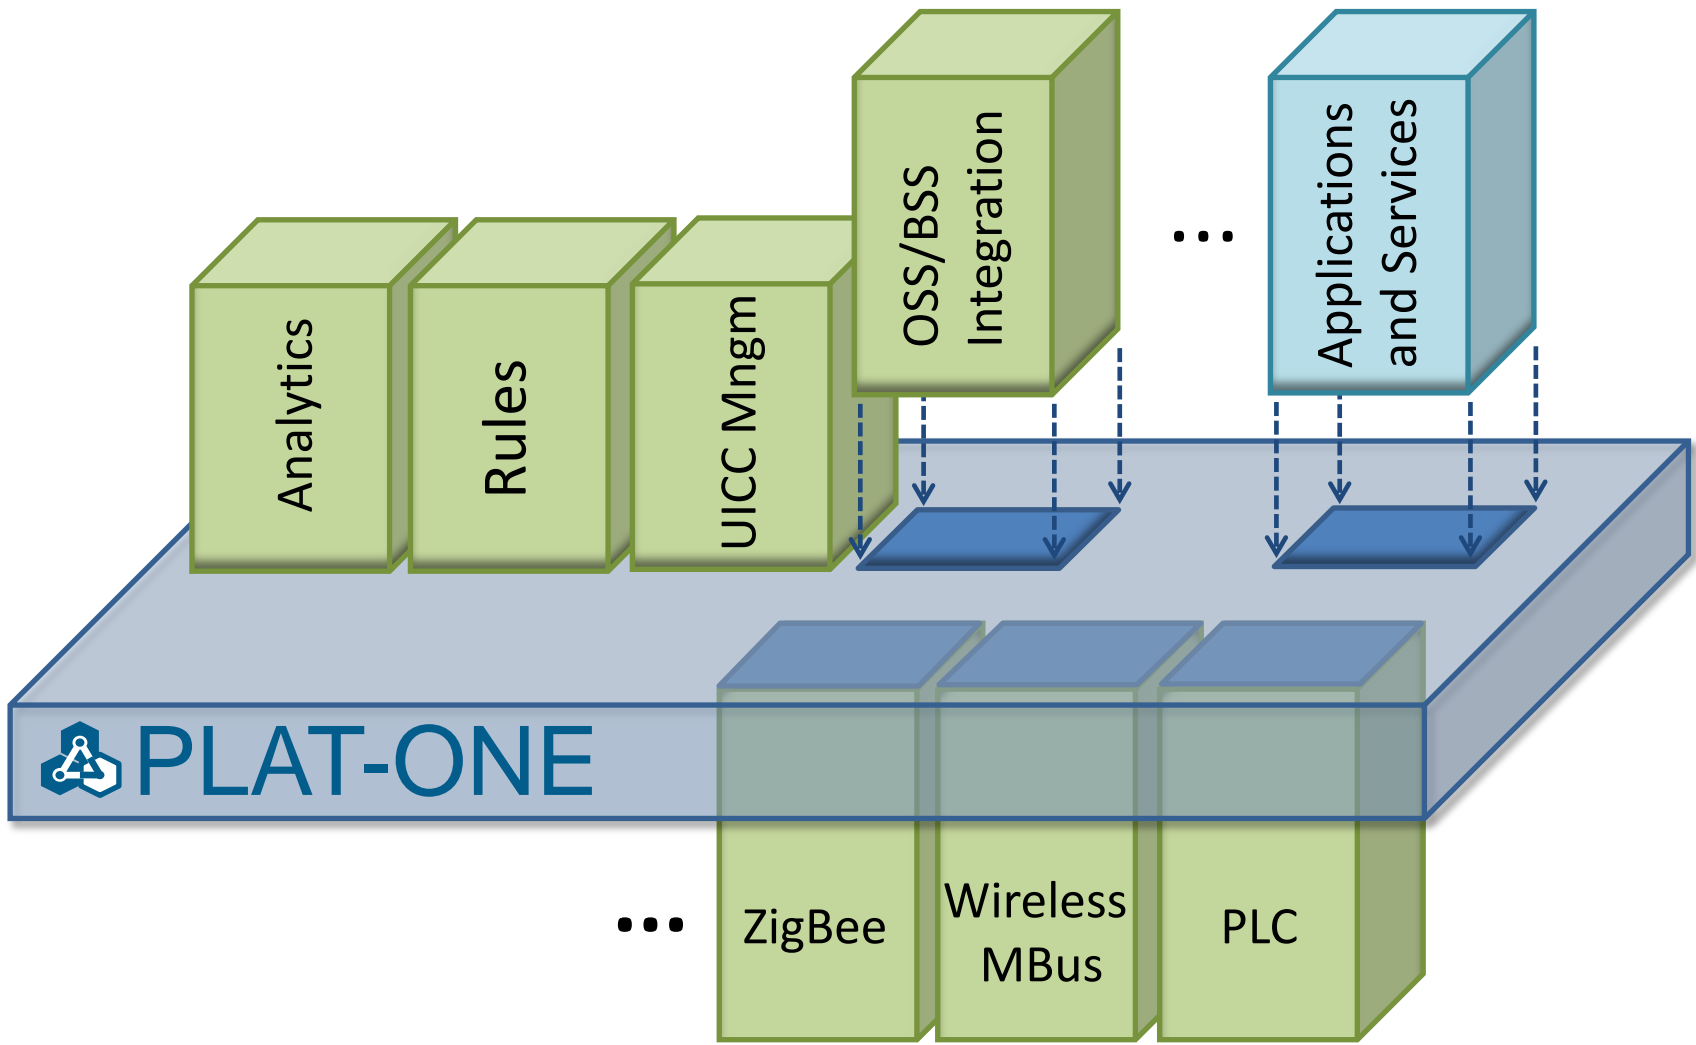 Analytics
Rules
UICC Mngm
OSS/BSS
Integration
...
Applications
and Services
PLAT-ONE
...
ZigBee
Wireless
MBus
PLC